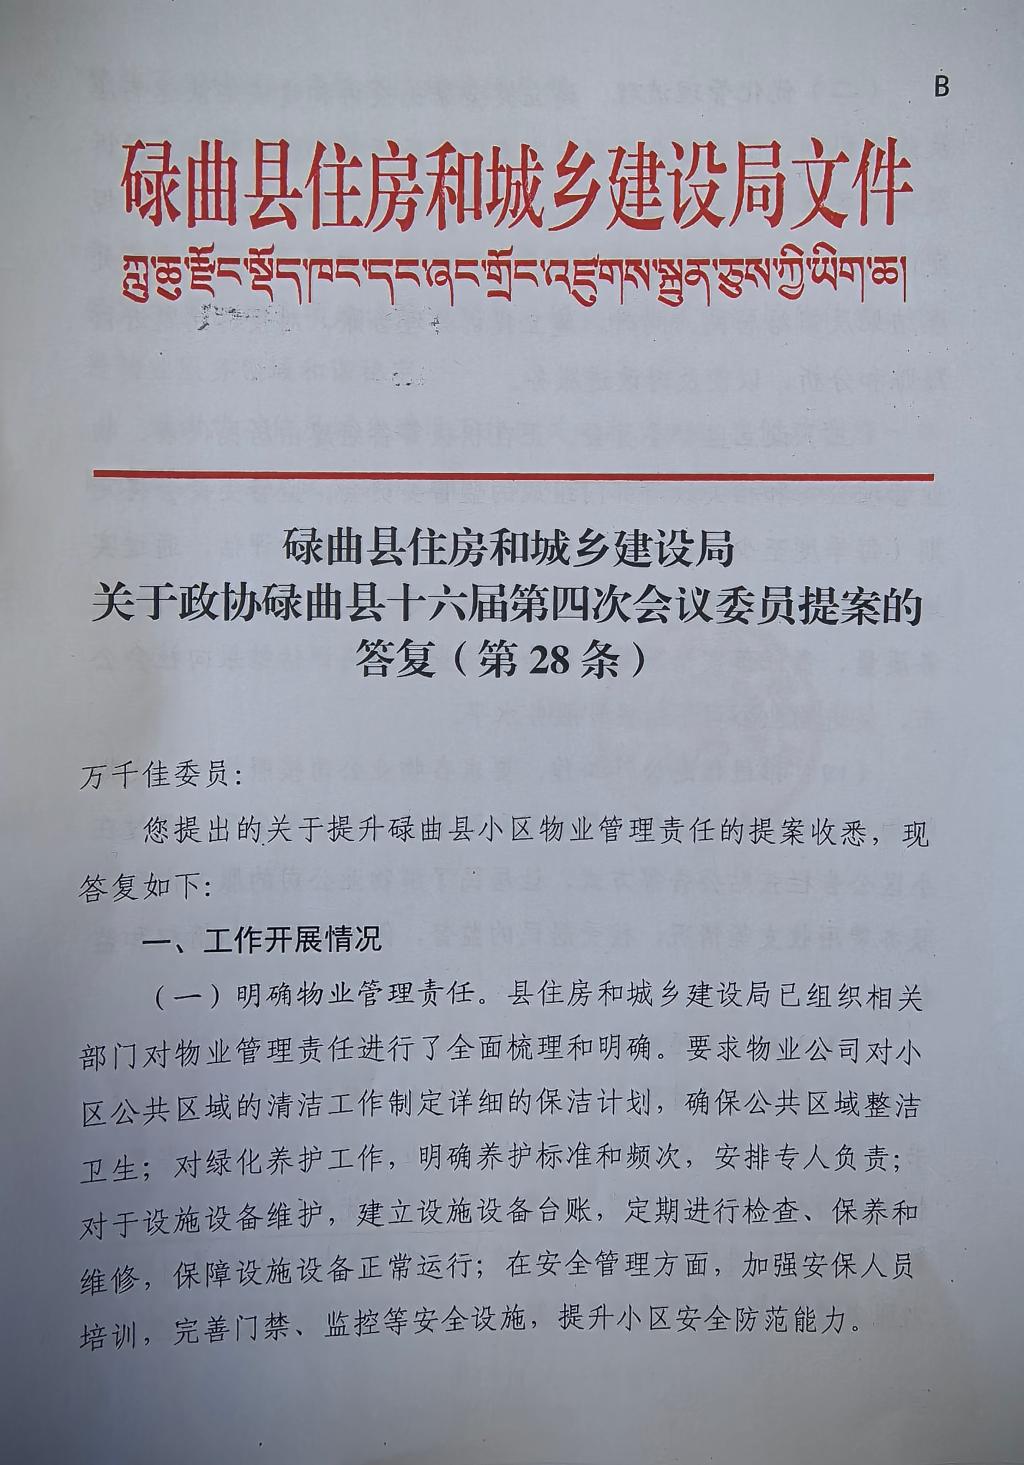 B
碌曲县住房和城乡建设局文件
ཀླུ་ཆུ་རྫོང་སྡོད་ཁང་དང་ཞང་གྲོང་འཛུགས་སྐྲུན་ཅུས་ཀྱི་ཡིག་ཆ།
碌曲县住房和城乡建设局
关于政协碌曲县十六届第四次会议委员提案的
答复（第 28 条）
万千佳委员：
您提出的关于提升碌曲县小区物业管理责任的提案收悉，现
答复如下：
一、工作开展情况
（一）明确物业管理责任。县住房和城乡建设局已组织相关
部门对物业管理责任进行了全面梳理和明确。要求物业公司对小
区公共区域的清洁工作制定详细的保洁计划，确保公共区域整洁
卫生；对绿化养护工作，明确养护标准和频次，安排专人负责；
对于设施设备维护，建立设施设备台账，定期进行检查、保养和
维修，保障设施设备正常运行；在安全管理方面，加强安保人员
培训，完善门禁、监控等安全设施，提升小区安全防范能力。